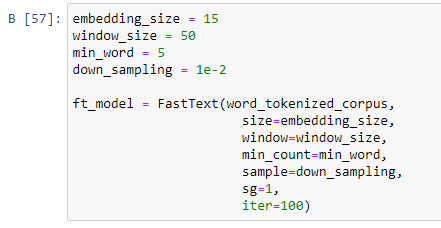 В [57]: embedding_size = 15
window_size = 50
min_word = 5
down_sampling = 1e-2
ft_model = FastText(word_tokenized_corpus,
size=embedding_size,
window=window_size,
min_count=min_word,
sample=down_sampling,
sg=1,
iter=100)